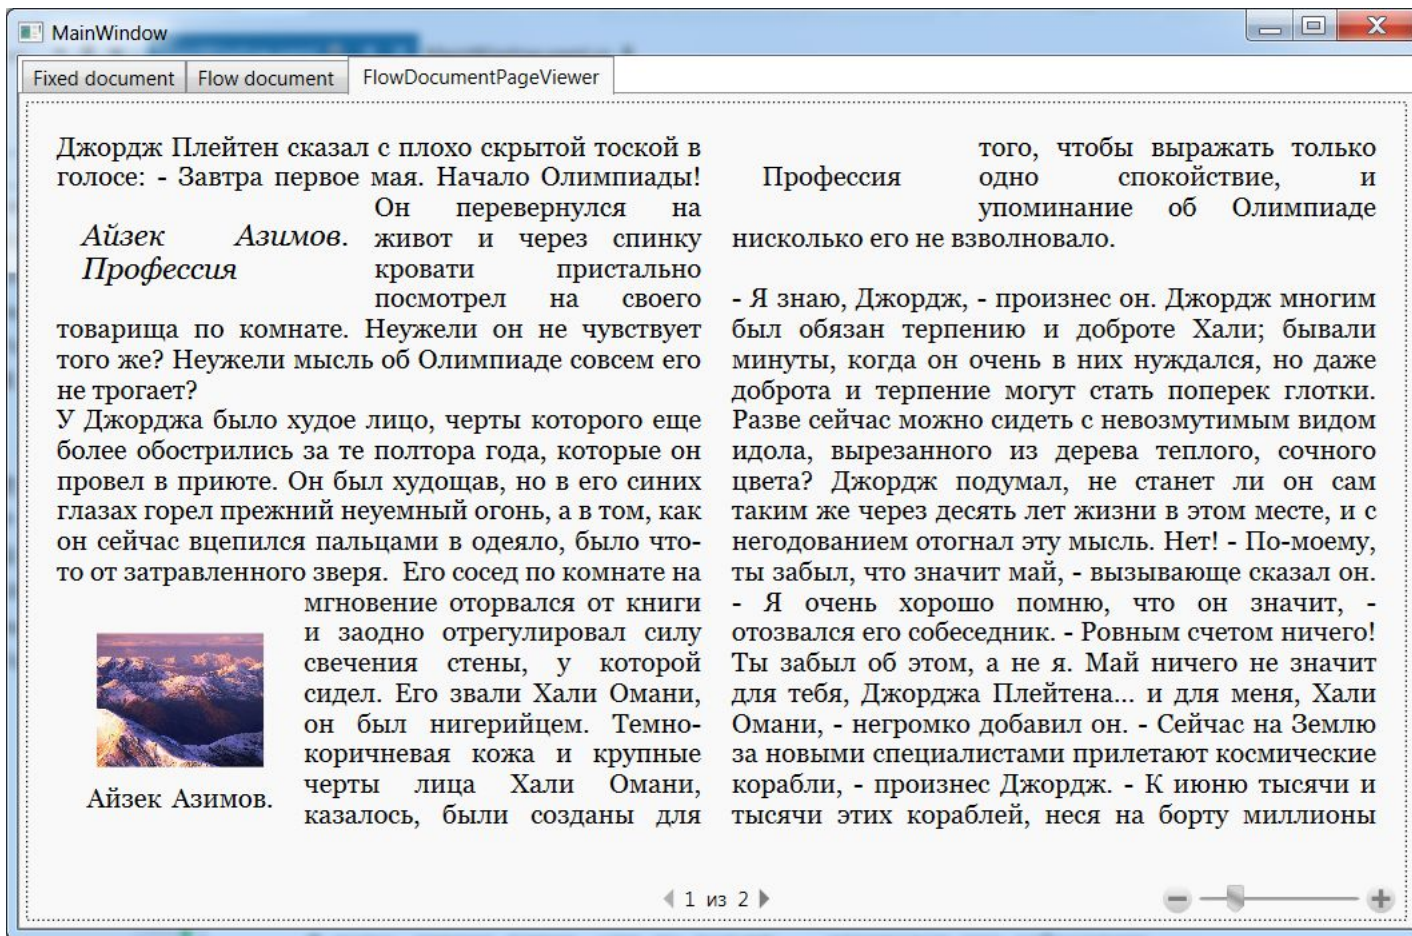 MainWindow
Fixed document
Flow document
FlowDocumentPageViewer
Джордж Плейтен сказал с плохо скрытой тоской в
голосе: - Завтра первое мая. Начало Олимпиады!
Он перевернулся на
живот и через спинку
кровати пристально
посмотрел на своего
Айзек Азимов.
Профессия
товарища по комнате. Неужели он не чувствует
того же? Неужели мысль об Олимпиаде совсем его
не трогает?
У Джорджа было худое лицо, черты которого еще
более обострились за те полтора года, которые он
провел в приюте. Он был худощав, но в его синих
глазах горел прежний неуемный огонь, а в том, как
он сейчас вцепился пальцами в одеяло, было что-
то от затравленного зверя. Его сосед по комнате на
мгновение оторвался от книги
и заодно отрегулировал силу
свечения стены, у которой
сидел. Его звали Хали Омани,
он был нигерийцем. Темно-
коричневая кожа и крупные
черты лица Хали Омани,
казалось, были созданы для
Айзек Азимов.
того, чтобы выражать только
одно спокойствие, и
упоминание об Олимпиаде
Профессия
нисколько его не взволновало.
- Я знаю, Джордж, - произнес он. Джордж многим
был обязан терпению и доброте Хали; бывали
минуты, когда он очень в них нуждался, но даже
доброта и терпение могут стать поперек глотки.
Разве сейчас можно сидеть с невозмутимым видом
идола, вырезанного из дерева теплого, сочного
цвета? Джордж подумал, не станет ли он сам
таким же через десять лет жизни в этом месте, и с
негодованием отогнал эту мысль. Нет! - По-моему,
ты забыл, что значит май, - вызывающе сказал он.
- Я очень хорошо помню, что он значит, -
отозвался его собеседник. - Ровным счетом ничего!
Ты забыл об этом, а не я. Май ничего не значит
для тебя, Джорджа Плейтена... и для меня, Хали
Омани, - негромко добавил он. - Сейчас на Землю
за новыми специалистами прилетают космические
корабли, - произнес Джордж. - К июню тысячи и
тысячи этих кораблей, неся на борту миллионы
1 из 2